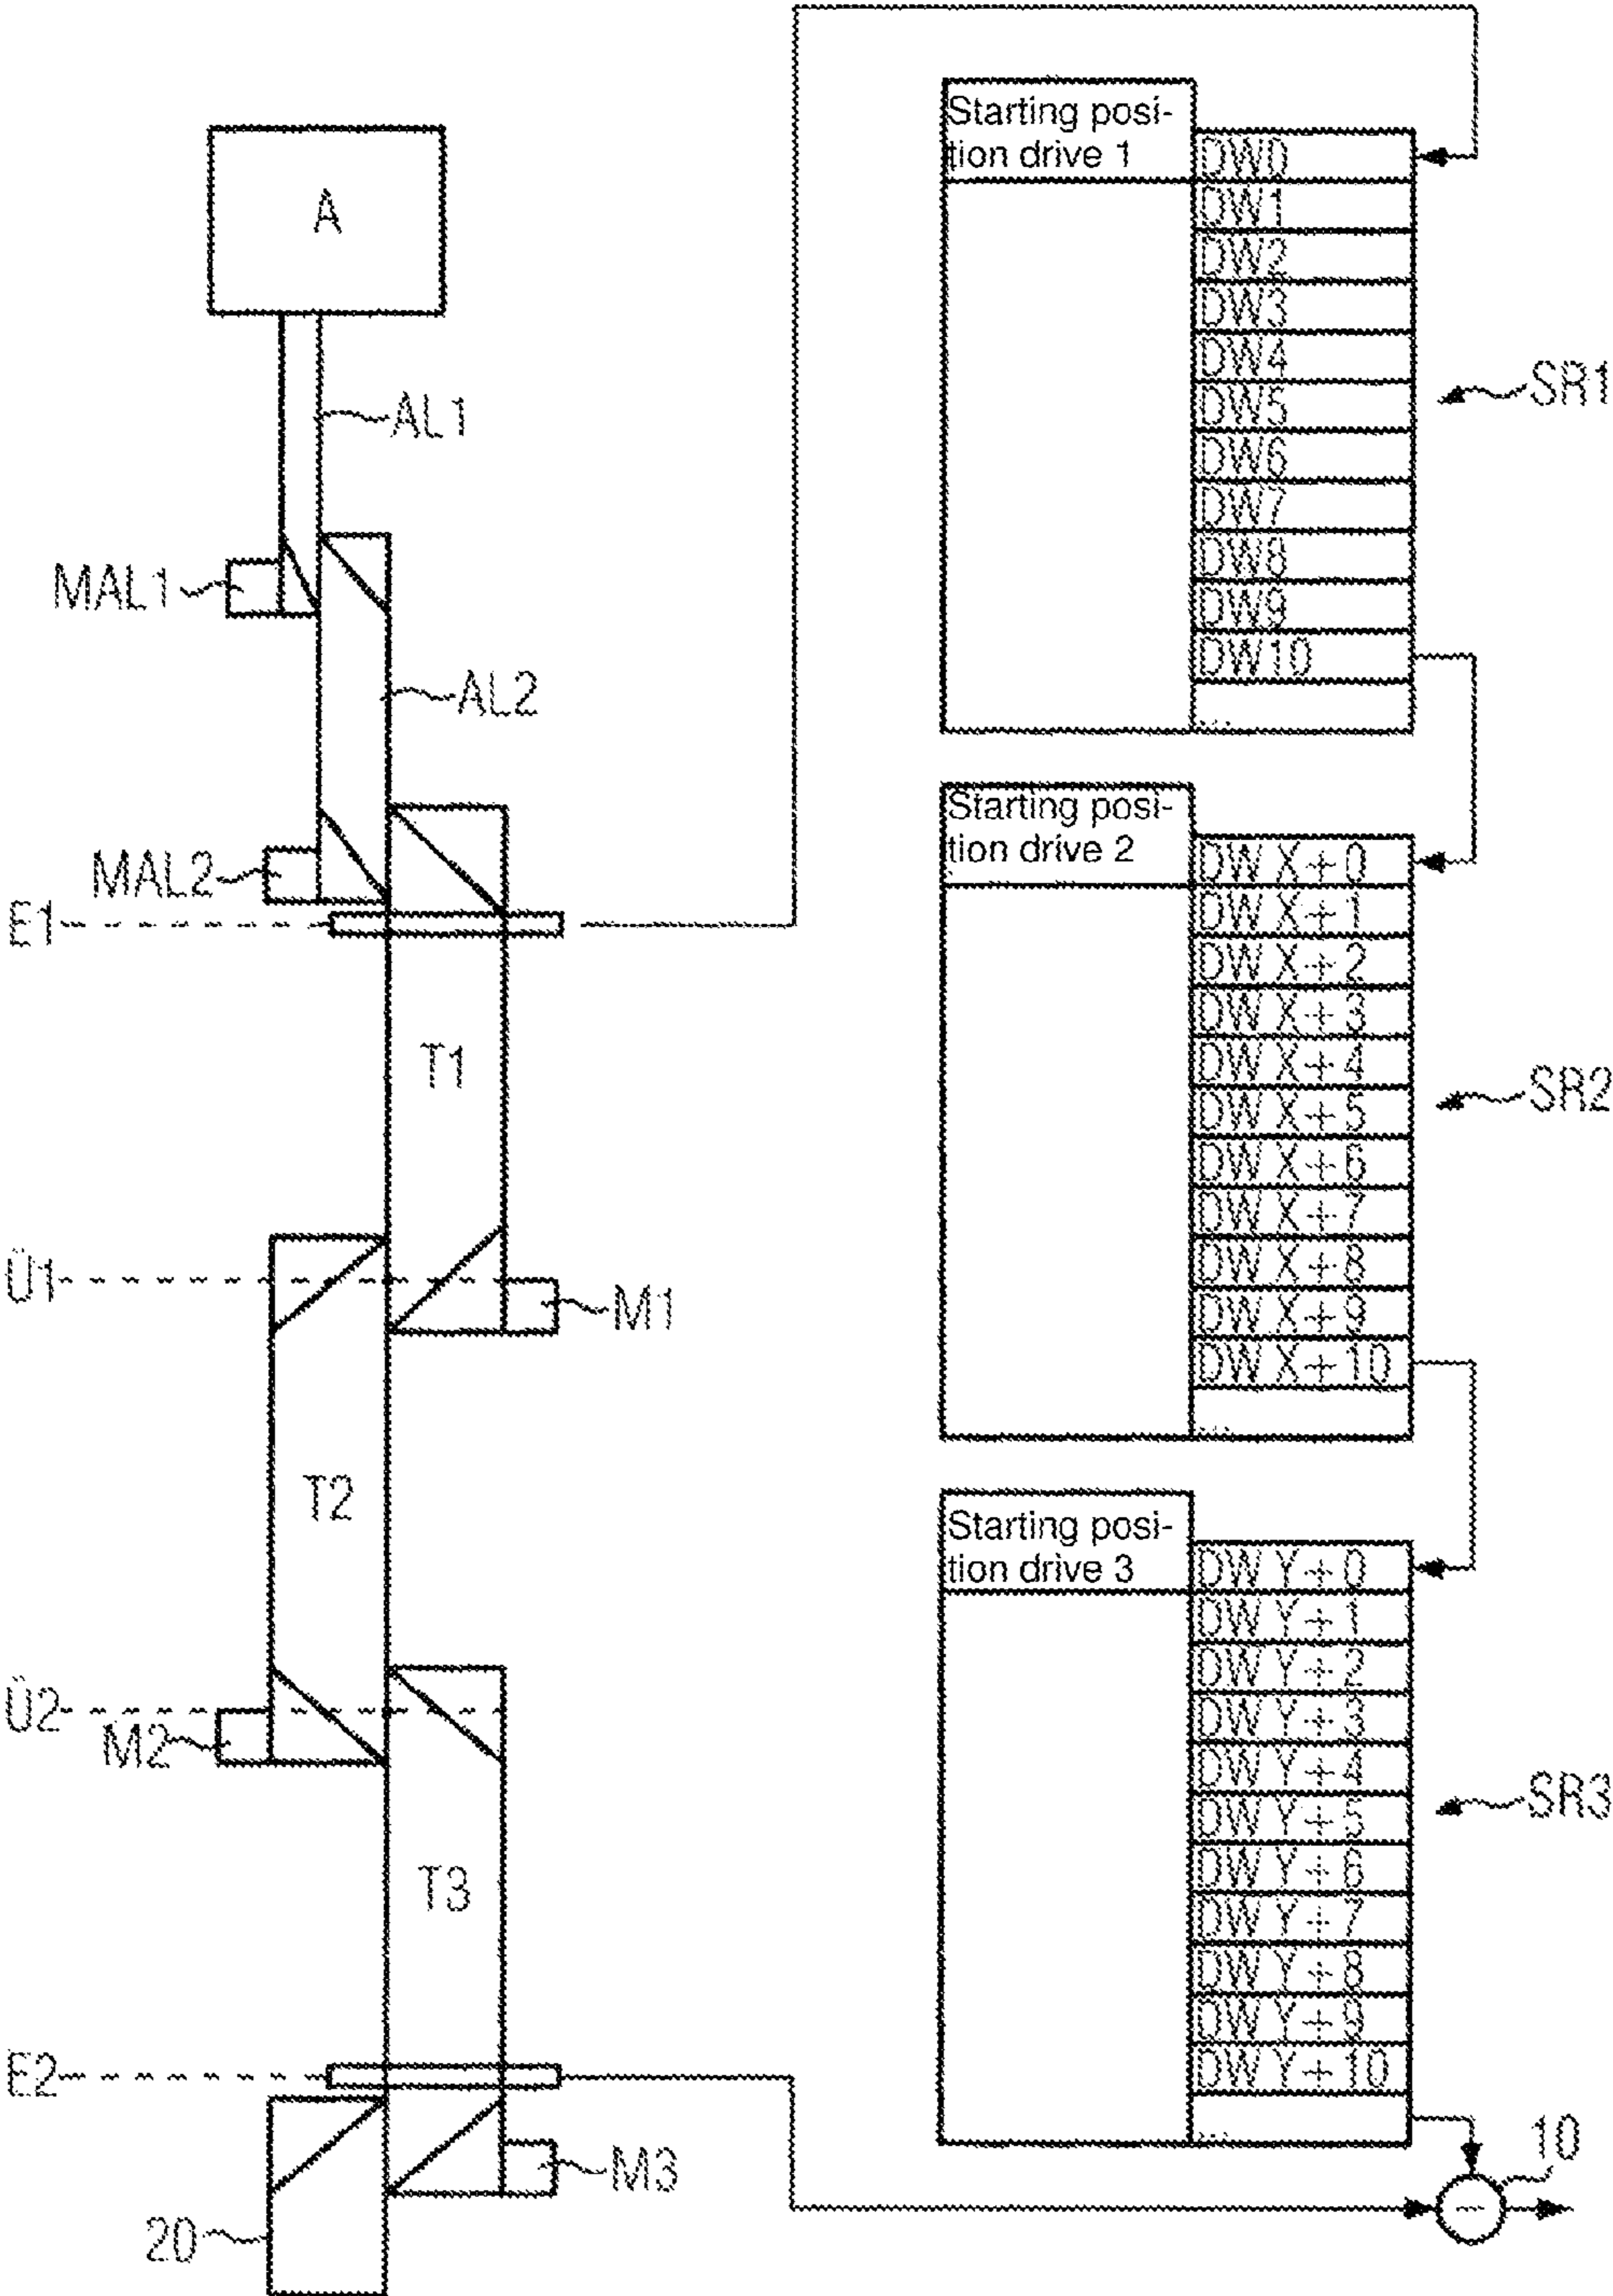 A
AL1
MAL1
AL2
MAL2
E1
T1
Ü1
M1
T2
Ü2
M2
T3
E2
M3
20
Starting posi-
tion drive 1
DW0
DW1
DW2
DW3
DW4
DW5
DW6
DW7
DW8
DW9
DW10
...
SR1
Starting posi-
tion drive 2
DW X+0
DW X+1
DW X+2
DW X+3
DW X+4
DW X+5
DW X+6
DW X+7
DW X+8
DW X+9
DW X+10
...
SR2
Starting posi-
tion drive 3
DW Y+0
DW Y+1
DW Y+2
DW Y+3
DW Y+4
DW Y+5
DW Y+6
DW Y+7
DW Y+8
DW Y+9
DW Y+10
...
SR3
10
−